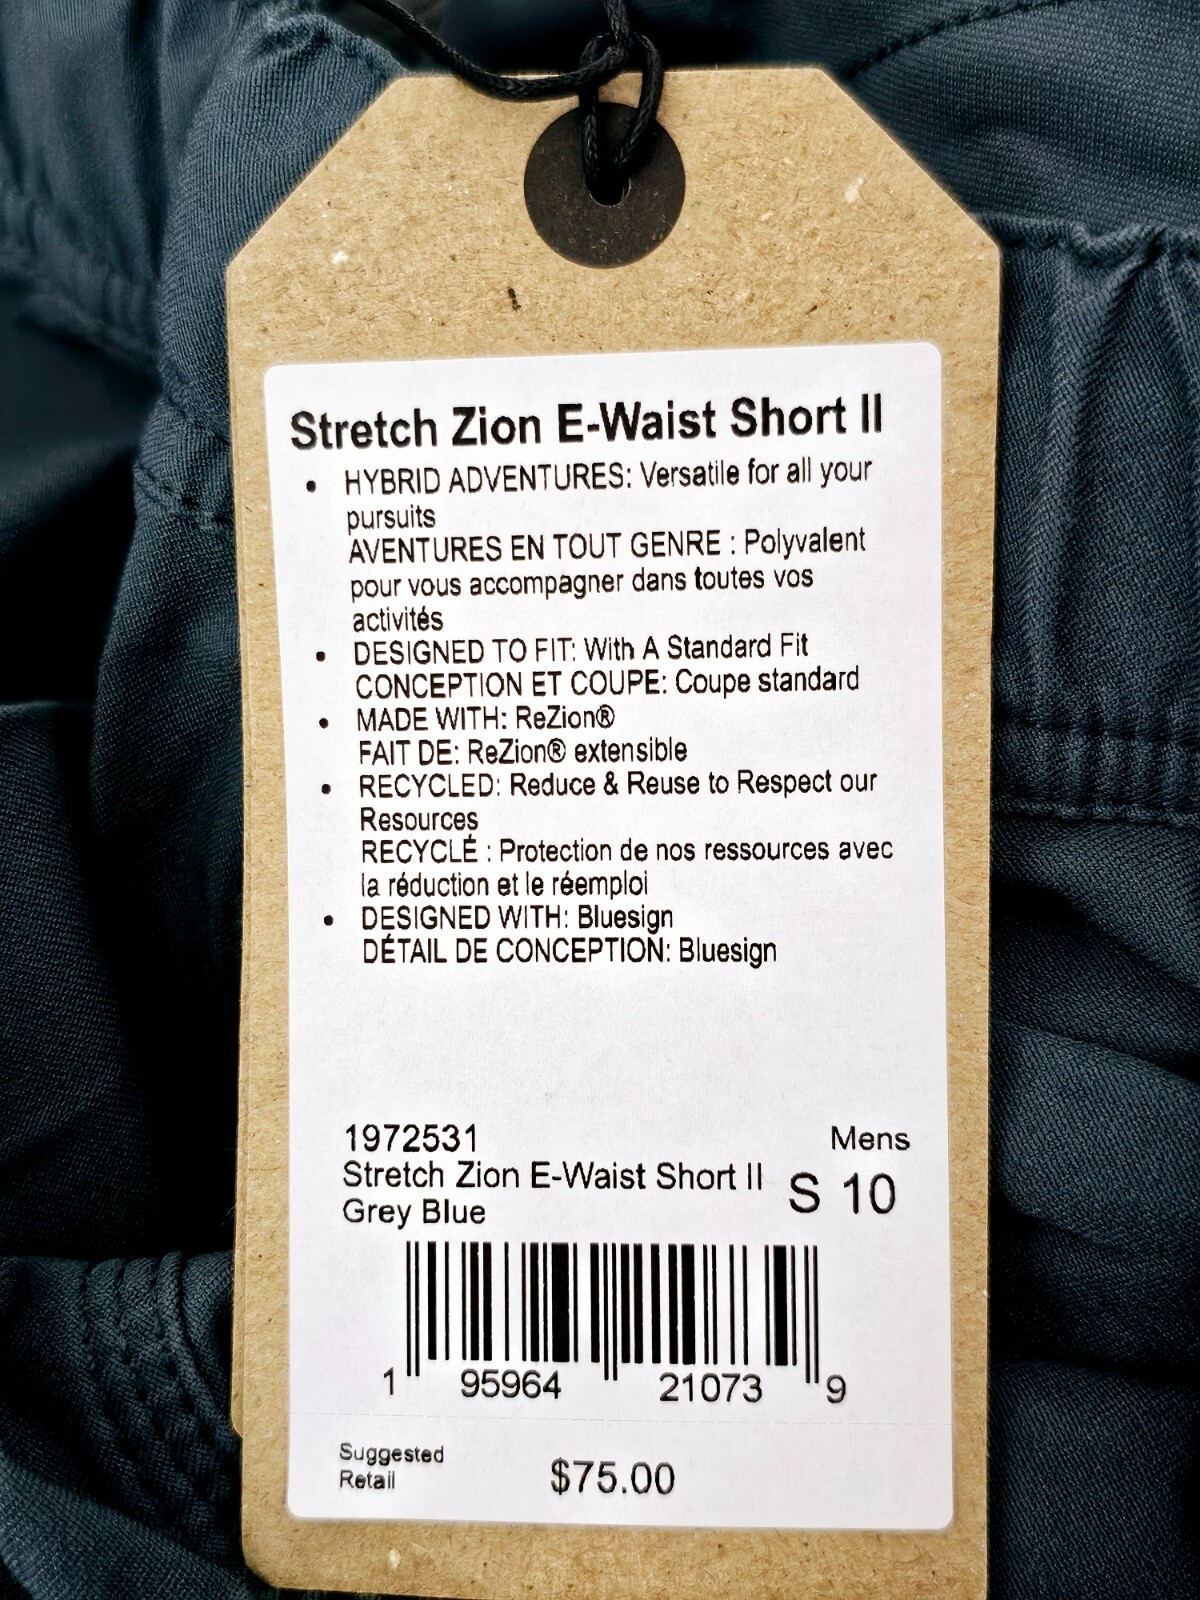 Stretch Zion E-Waist Short II
• HYBRID ADVENTURES: Versatile for all your
pursuits
AVENTURES EN TOUT GENRE : Polyvalent
pour vous accompagner dans toutes vos
activités
• DESIGNED TO FIT: With A Standard Fit
CONCEPTION ET COUPE: Coupe standard
• MADE WITH: ReZion®
FAIT DE: ReZion® extensible
• RECYCLED: Reduce & Reuse to Respect our
Resources
RECYCLÉ : Protection de nos ressources avec
la réduction et le réemploi
• DESIGNED WITH: Bluesign
DÉTAIL DE CONCEPTION: Bluesign
1972531 Mens
Stretch Zion E-Waist Short II S 10
Grey Blue
1 95964 21073 9
Suggested
Retail $75.00